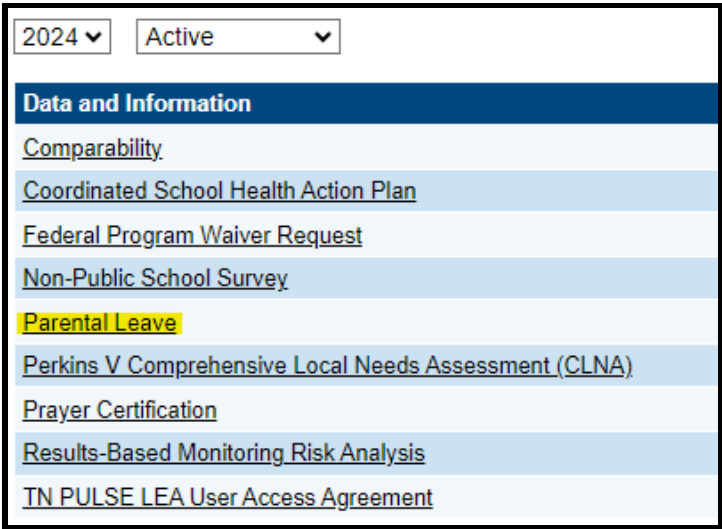 2024 Active
Data and Information
Comparability
Coordinated School Health Action Plan
Federal Program Waiver Request
Non-Public School Survey
Parental Leave
Perkins V Comprehensive Local Needs Assessment (CLNA)
Prayer Certification
Results-Based Monitoring Risk Analysis
TN PULSE LEA User Access Agreement